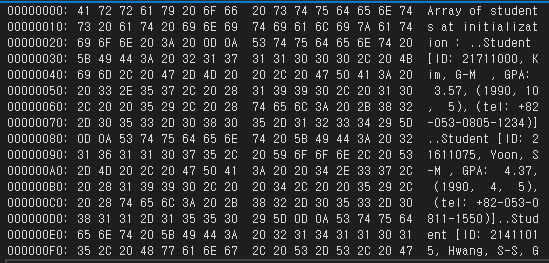 00000000: 41 72 72 61 79 20 6F 66 20 73 74 75 64 65 6E 74 Array of student
00000010: 73 20 61 74 20 69 6E 69 74 69 61 6C 69 7A 61 74 s at initializat
00000020: 69 6F 6E 20 3A 20 0D 0A 53 74 75 64 65 6E 74 20 ion : ..Student
00000030: 5B 49 44 3A 20 32 31 37 31 31 30 30 30 2C 20 4B [ID: 21711000, K
00000040: 69 6D 2C 20 47 2D 4D 20 20 2C 20 47 50 41 3A 20 im, G-M , GPA:
00000050: 20 33 2E 35 37 2C 20 28 31 39 39 30 2C 20 31 30 3.57, (1990, 10
00000060: 2C 20 20 35 29 2C 20 28 74 65 6C 3A 20 2B 38 32 , 5), (tel: +82
00000070: 2D 30 35 33 2D 30 38 30 35 2D 31 32 33 34 29 5D -053-0805-1234)]
00000080: 0D 0A 53 74 75 64 65 6E 74 20 5B 49 44 3A 20 32 ..Student [ID: 2
00000090: 31 36 31 31 30 37 35 2C 20 59 6F 6F 6E 2C 20 53 1611075, Yoon, S
000000A0: 2D 4D 20 2C 20 47 50 41 3A 20 20 34 2E 33 37 2C -M , GPA: 4.37,
000000B0: 20 28 31 39 39 30 2C 20 20 34 2C 20 20 35 29 2C (1990, 4, 5),
000000C0: 20 28 74 65 6C 3A 20 2B 38 32 2D 30 35 33 2D 30 (tel: +82-053-0
000000D0: 38 31 31 2D 31 35 35 30 29 5D 0D 0A 53 74 75 64 811-1550)]..Stud
000000E0: 65 6E 74 20 5B 49 44 3A 20 32 31 34 31 31 30 31 ent [ID: 2141101
000000F0: 35 2C 20 48 77 61 6E 67 2C 20 53 2D 53 2C 20 47 5, Hwang, S-S, G